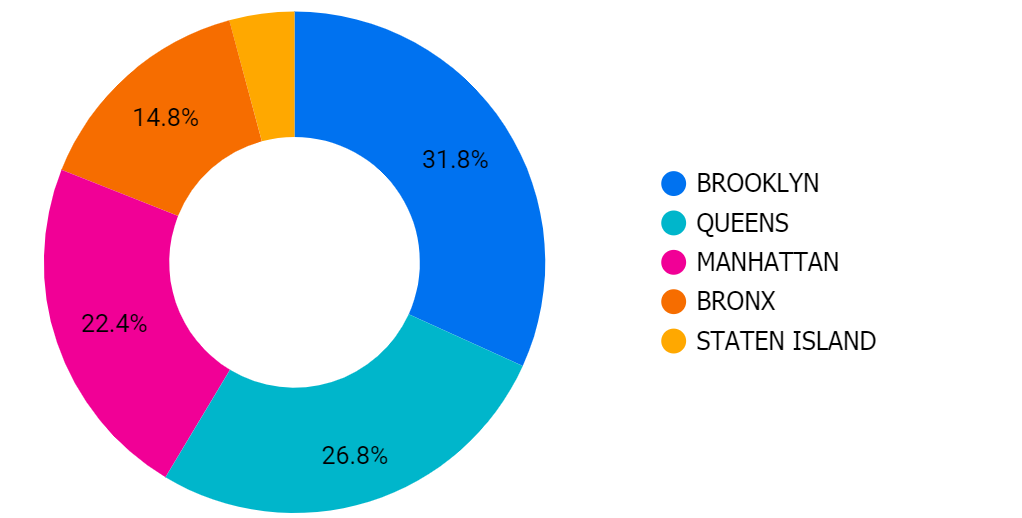 14.8%
31.8%
22.4%
26.8%
BROOKLYN
QUEENS
MANHATTAN
BRONX
STATEN ISLAND